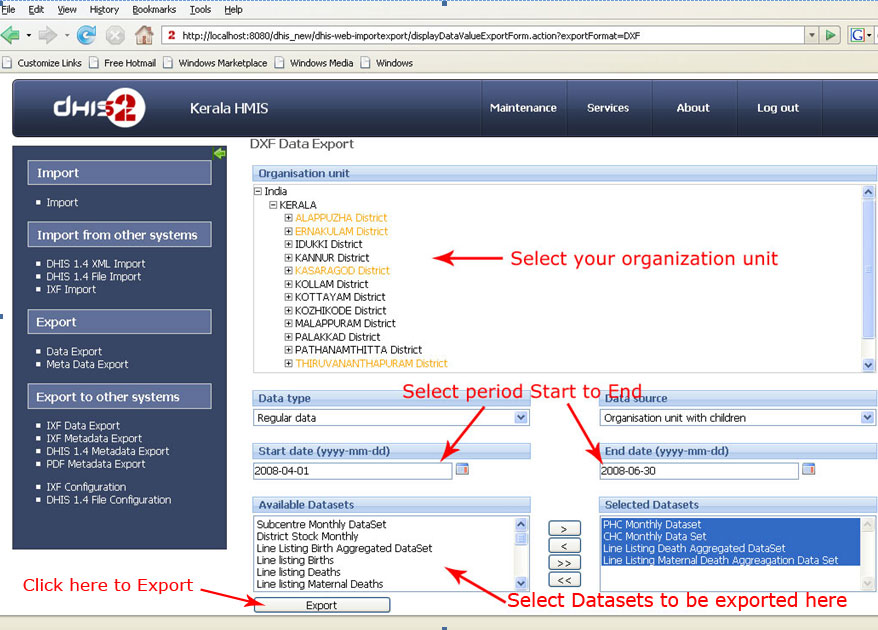 File Edit View History Bookmarks Tools Help
2 http://localhost:8080/dhis_new/dhis-web-importexport/displayDataValueExportForm.action?exportFormat=DXF G
Customize Links Free Hotmail Windows Marketplace Windows Media Windows
dHIS 2 Kerala HMIS Maintenance Services About Log out
Import
Import
Import from other systems
DHIS 1.4 XML Import
DHIS 1.4 File Import
IXF Import
Export
Data Export
Meta Data Export
Export to other systems
IXF Data Export
IXF Metadata Export
DHIS 1.4 Metadata Export
PDF Metadata Export
IXF Configuration
DHIS 1.4 File Configuration
DXF Data Export
Organisation unit
India
KERALA
ALAPPUZHA District
ERNAKULAM District
IDUKKI District
KANNUR District
KASARAGOD District
KOLLAM District
KOTTAYAM District
KOZHIKODE District
MALAPPURAM District
PALAKKAD District
PATHANAMTHITTA District
THIRUVANANTHAPURAM District
Select your organization unit
Select period Start to End
Data type
Regular data
Data source
Organisation unit with children
Start date (yyyy-mm-dd)
2008-04-01
End date (yyyy-mm-dd)
2008-06-30
Available Datasets
Subcentre Monthly DataSet
District Stock Monthly
Line Listing Birth Aggregated DataSet
Line listing Births
Line listing Deaths
Line listing Maternal Deaths
>
<
>>
<<
Selected Datasets
PHC Monthly Dataset
CHC Monthly Data Set
Line Listing Death Aggregated DataSet
Line Listing Maternal Death Aggreagation Data Set
Click here to Export
Export
Select Datasets to be exported here